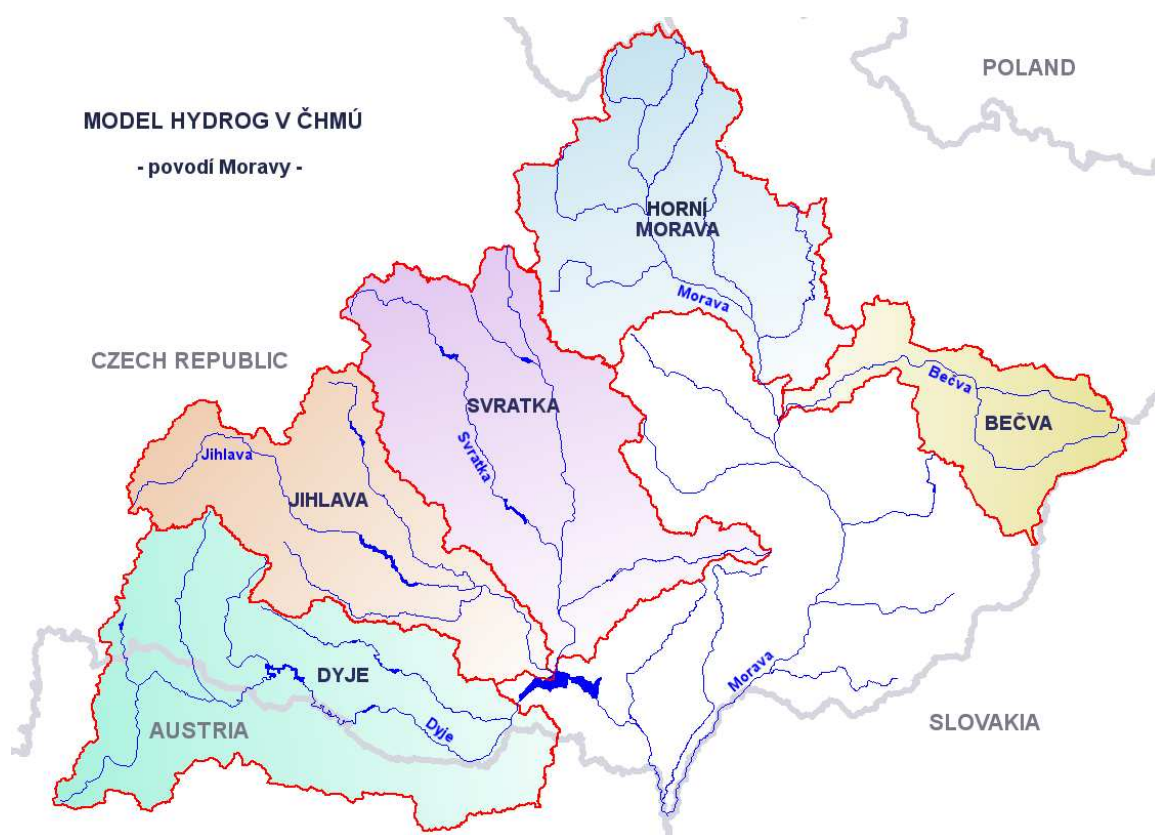 MODEL HYDROG V ČHMÚ
- povodí Moravy -
POLAND
HORNÍ
MORAVA
Morava
CZECH REPUBLIC
SVRATKA
Svratka
Bečva
BEČVA
Jihlava
JIHLAVA
DYJE
Dyje
Morava
AUSTRIA
SLOVAKIA